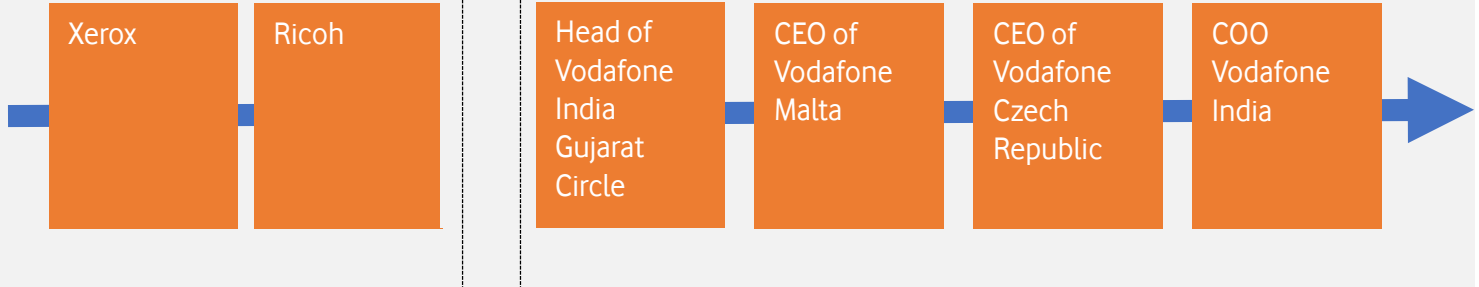 Xerox
Ricoh
Head of
Vodafone
India
Gujarat
Circle
CEO of
Vodafone
Malta
CEO of
Vodafone
Czech
Republic
COO
Vodafone
India